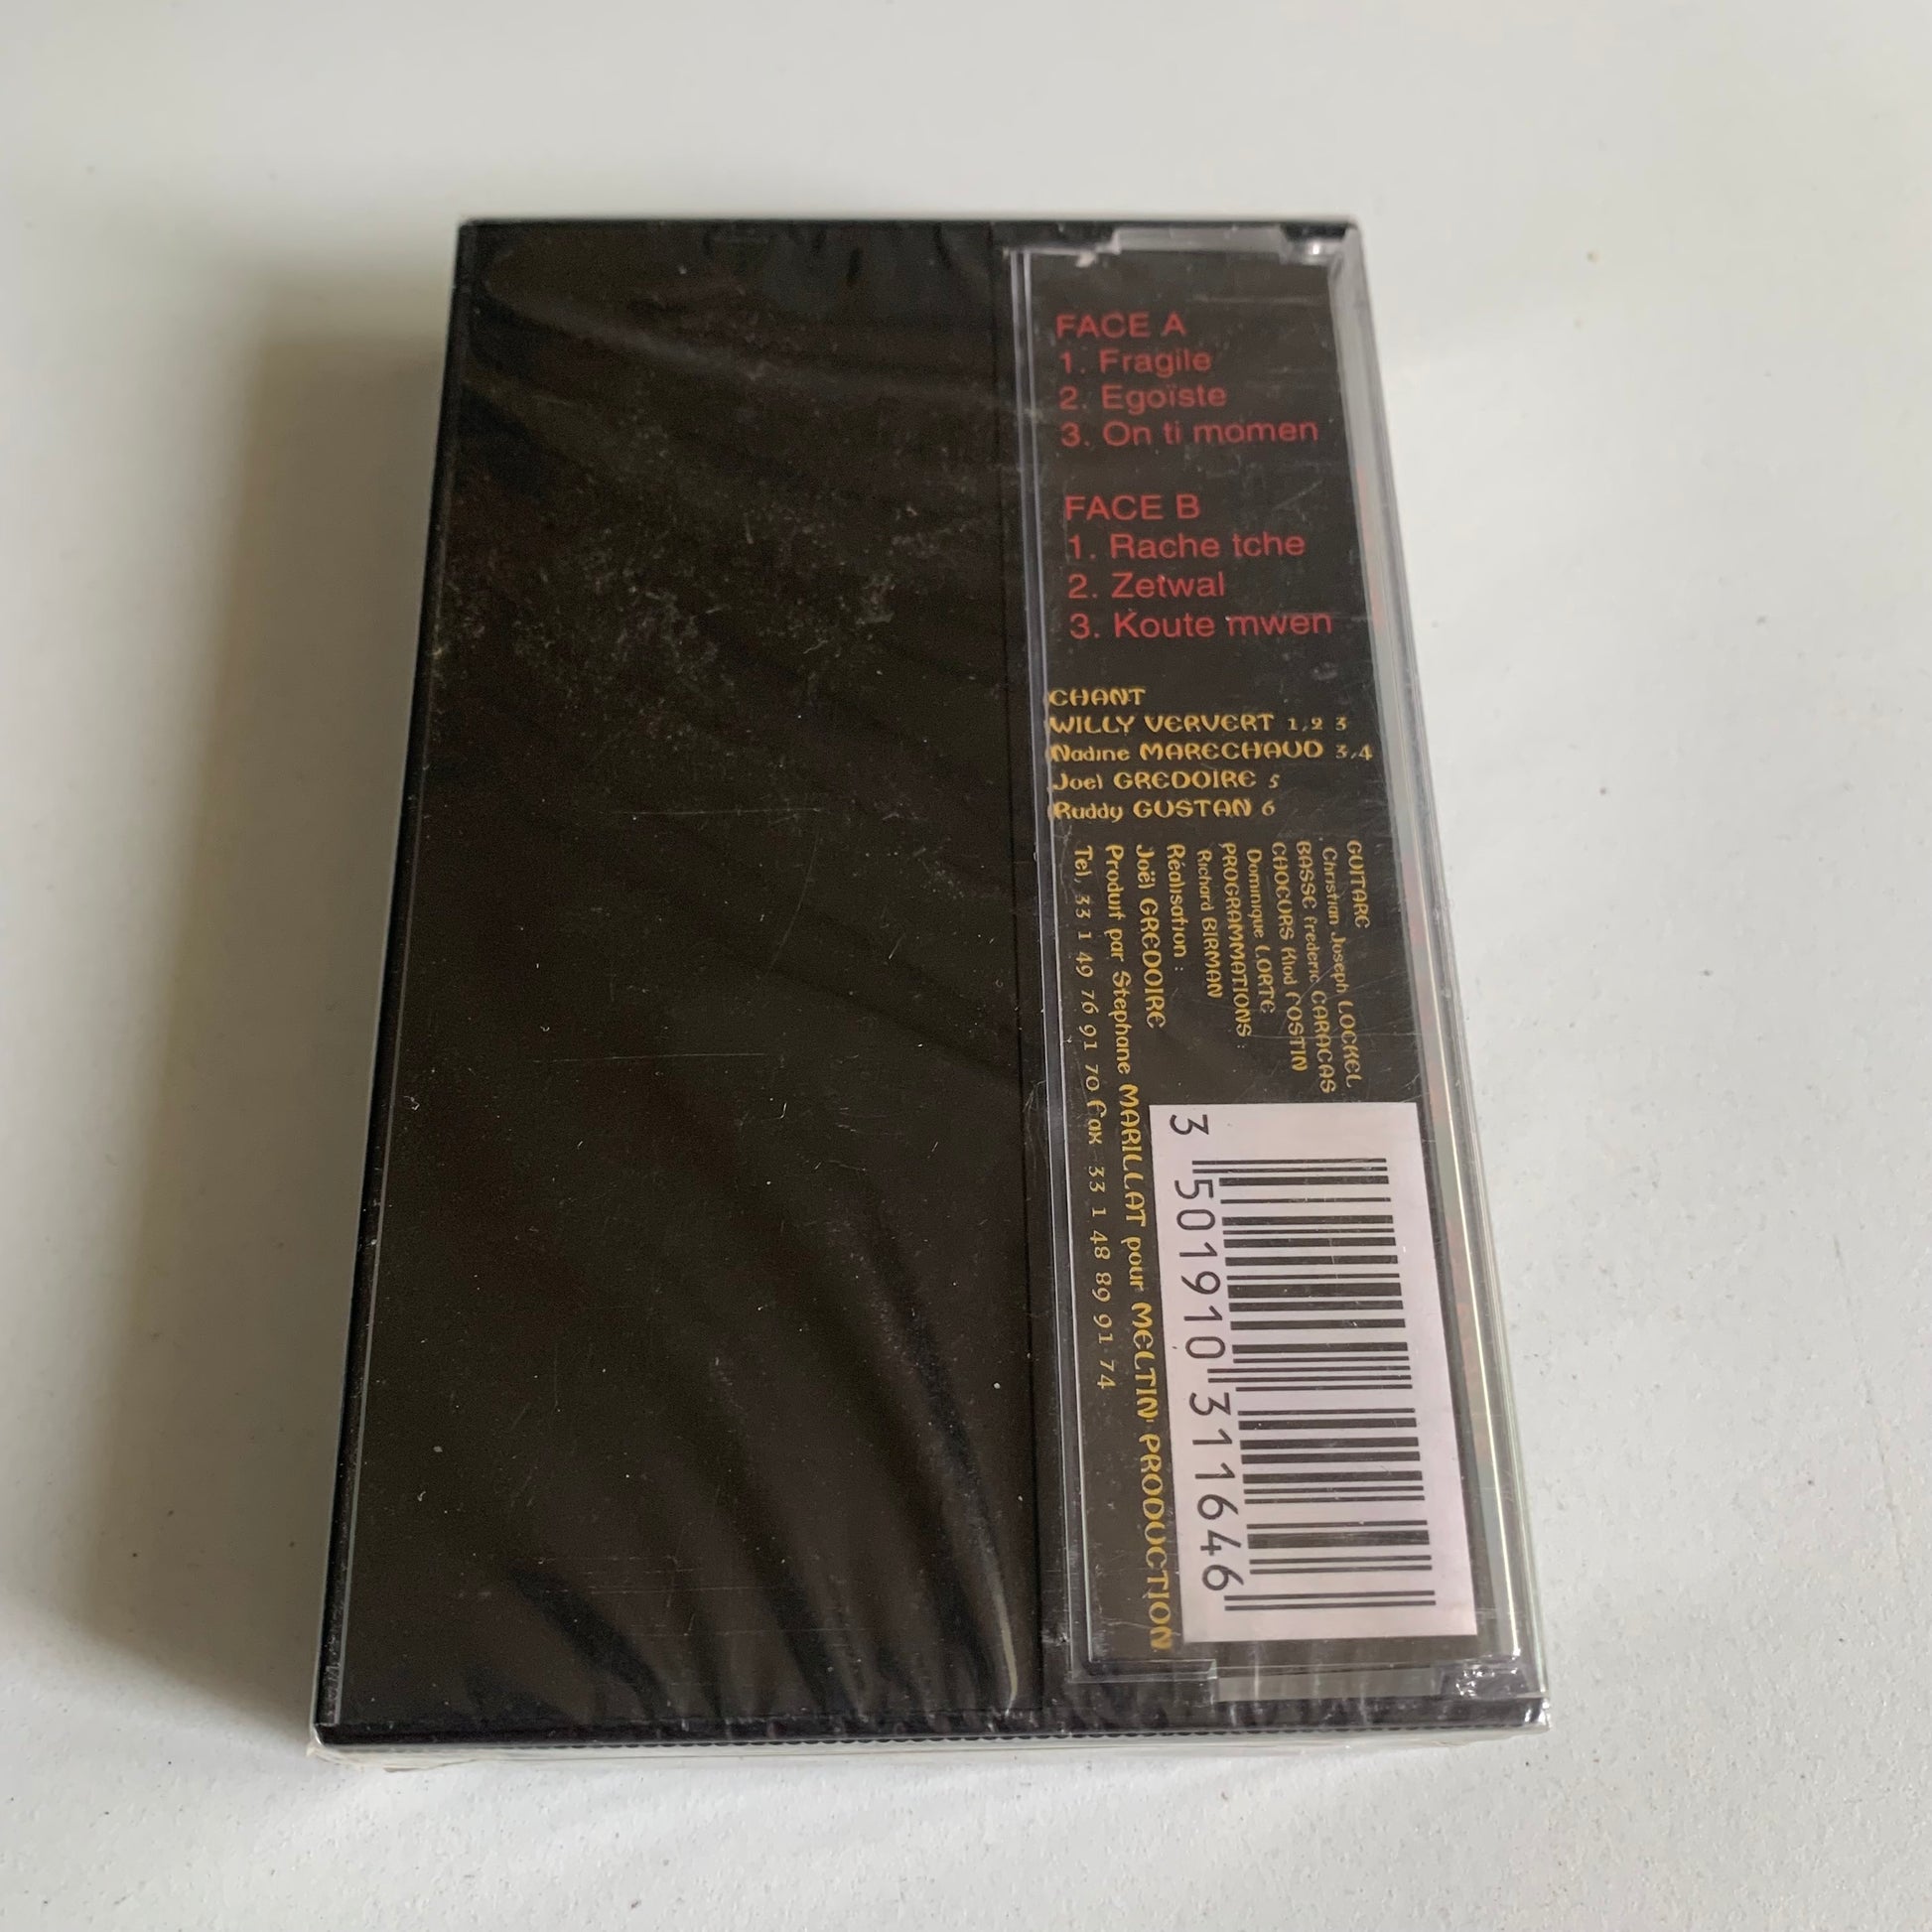 FACE A
1. Fragile
2. Egoïste
3. On ti momen
FACE B
1. Rache tche
2. Zetwal
3. Koute mwen
CHANT
WILLY VERVERT 1,2 3
Nadine MARECHAUD 3,4
Joel GREDOIRE 5
Ruddy GUSTAN 6
GUITARE
Christian Joseph LOCKEL
BASSE Frederic CARACAS
CHOEURS Klod FOSTIN
Dominique LORTE
PROGRAMMATIONS :
Richard BIRMAN
Réalisation :
Joël GREDOIRE
Produit par Stephane MARILLAT pour MELTIN' PRODUCTION
Tel, 33 1 49 76 91 70 Fax 33 1 48 89 91 74
3 501910 311646